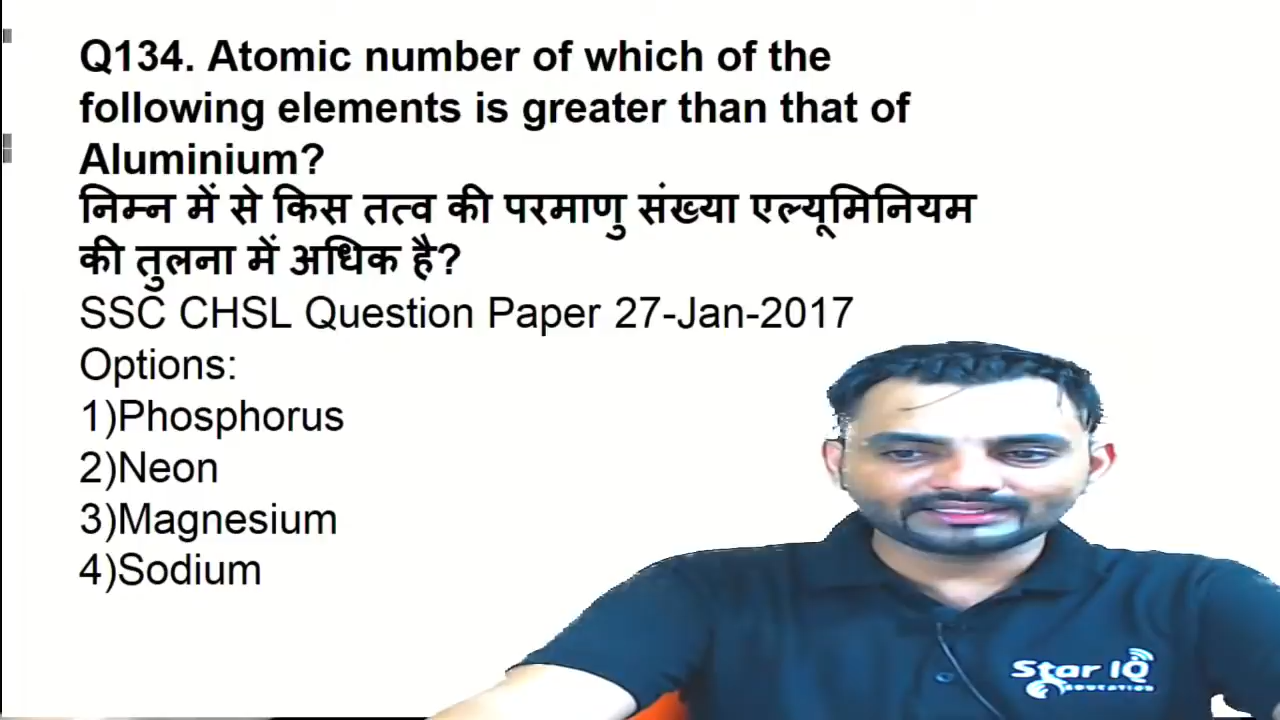 Q134. Atomic number of which of the
following elements is greater than that of
Aluminium?
निम्न में से किस तत्व की परमाणु संख्या एल्यूमिनियम
की तुलना में अधिक है?
SSC CHSL Question Paper 27-Jan-2017
Options:
1)Phosphorus
2)Neon
3)Magnesium
4)Sodium
Star IQ
EDUCATION